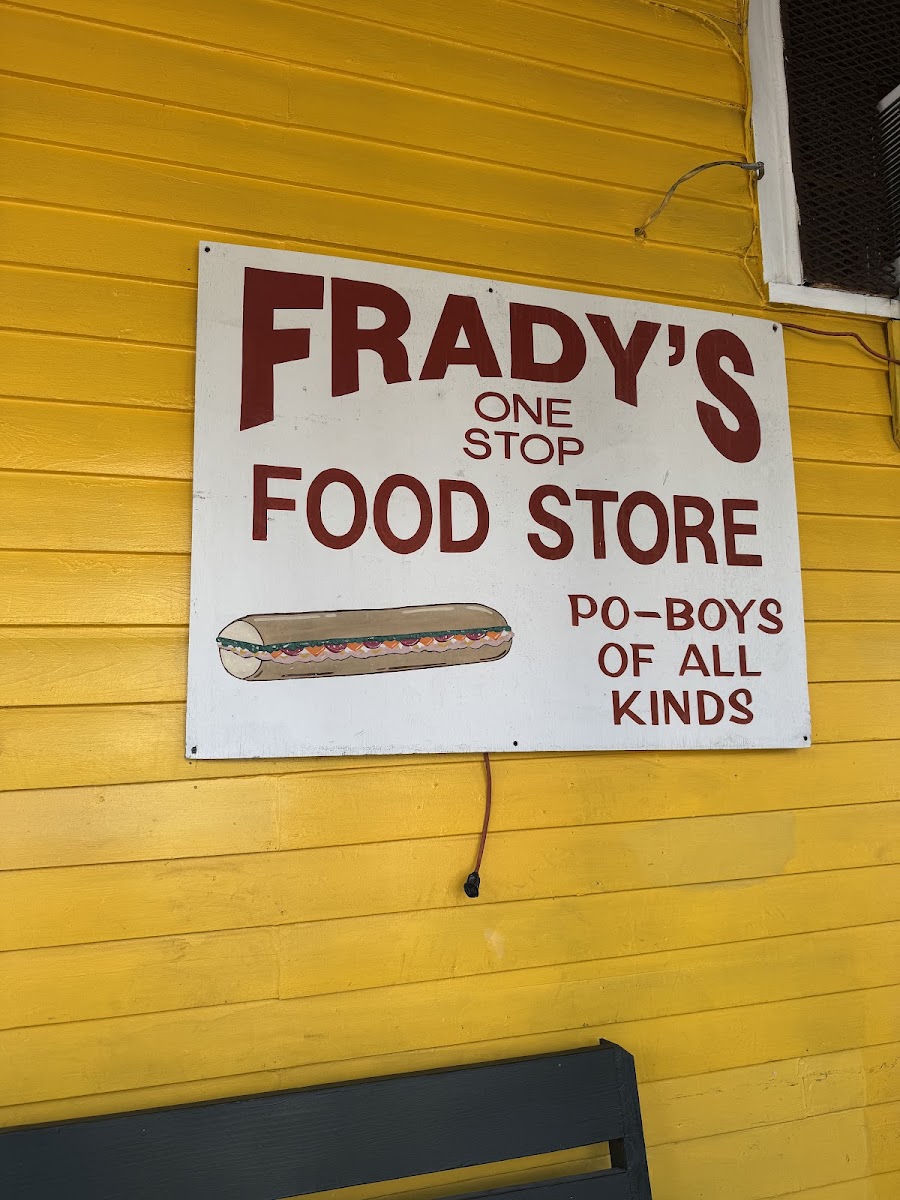 FRADY'S
ONE
STOP
FOOD STORE
PO-BOYS
OF ALL
KINDS